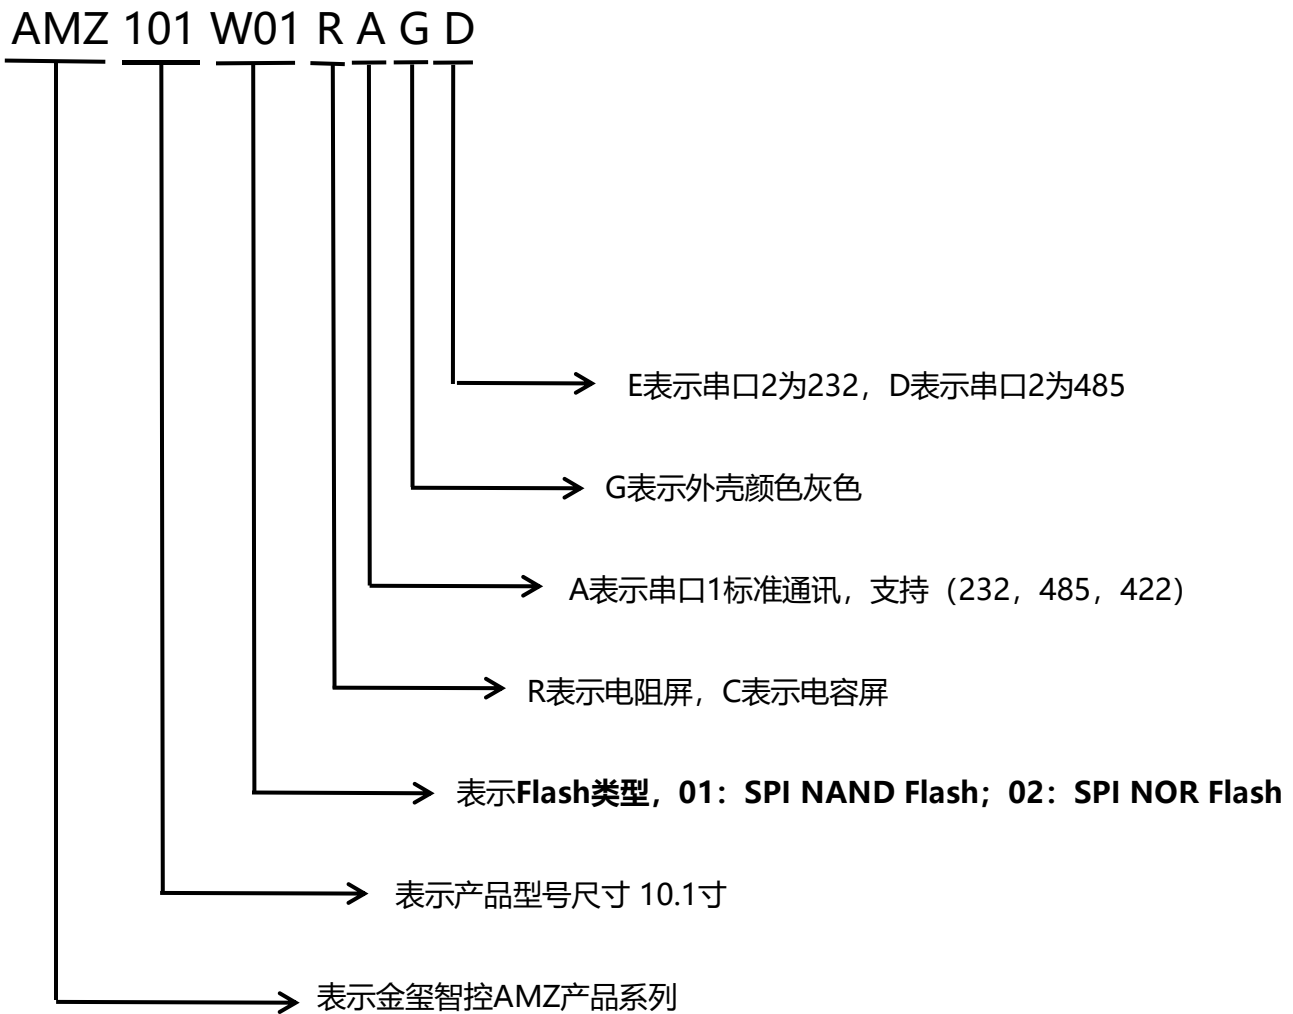 AMZ 101 W01 R A G D
E表示串口2为232，D表示串口2为485
G表示外壳颜色灰色
A表示串口1标准通讯，支持（232，485，422）
R表示电阻屏，C表示电容屏
表示Flash类型，01：SPI NAND Flash；02：SPI NOR Flash
表示产品型号尺寸 10.1寸
表示金玺智控AMZ产品系列